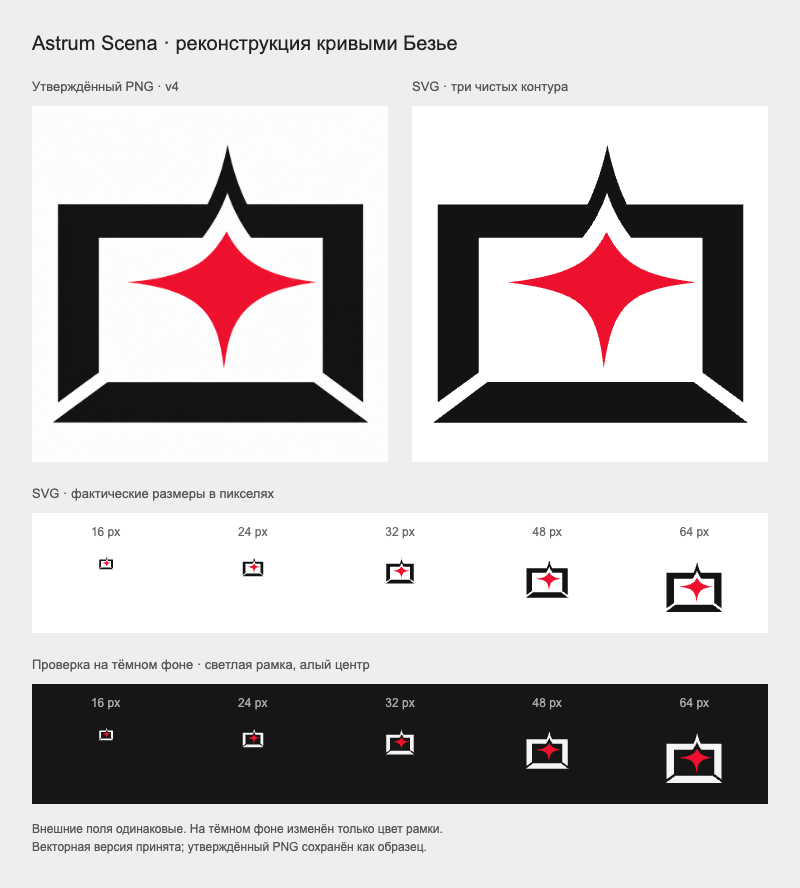 Astrum Scena · реконструкция кривыми Безье
Утверждённый PNG · v4
SVG · три чистых контура
SVG · фактические размеры в пикселях
16 px
24 px
32 px
48 px
64 px
Проверка на тёмном фоне · светлая рамка, алый центр
16 px
24 px
32 px
48 px
64 px
Внешние поля одинаковые. На тёмном фоне изменён только цвет рамки.
Векторная версия принята; утверждённый PNG сохранён как образец.